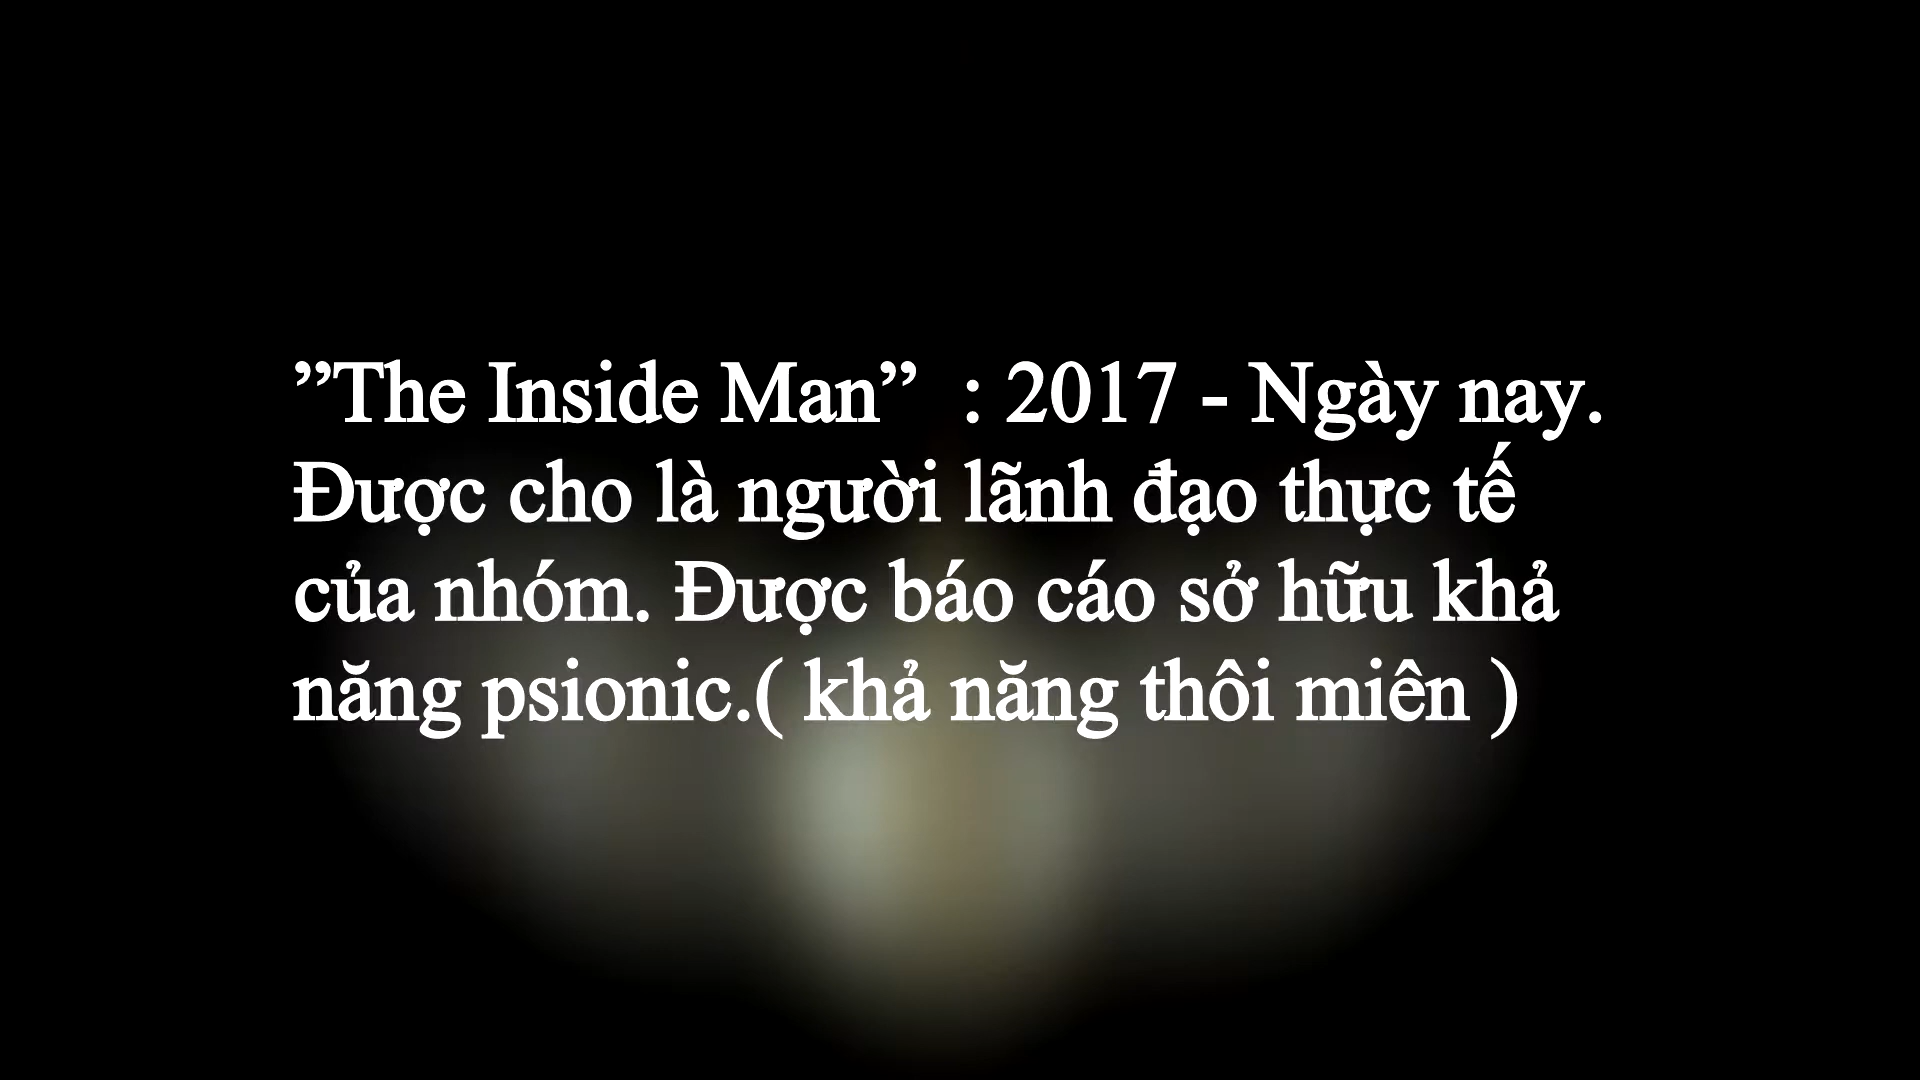 ”The Inside Man” : 2017 - Ngày nay.
Được cho là người lãnh đạo thực tế
của nhóm. Được báo cáo sở hữu khả
năng psionic.( khả năng thôi miên )